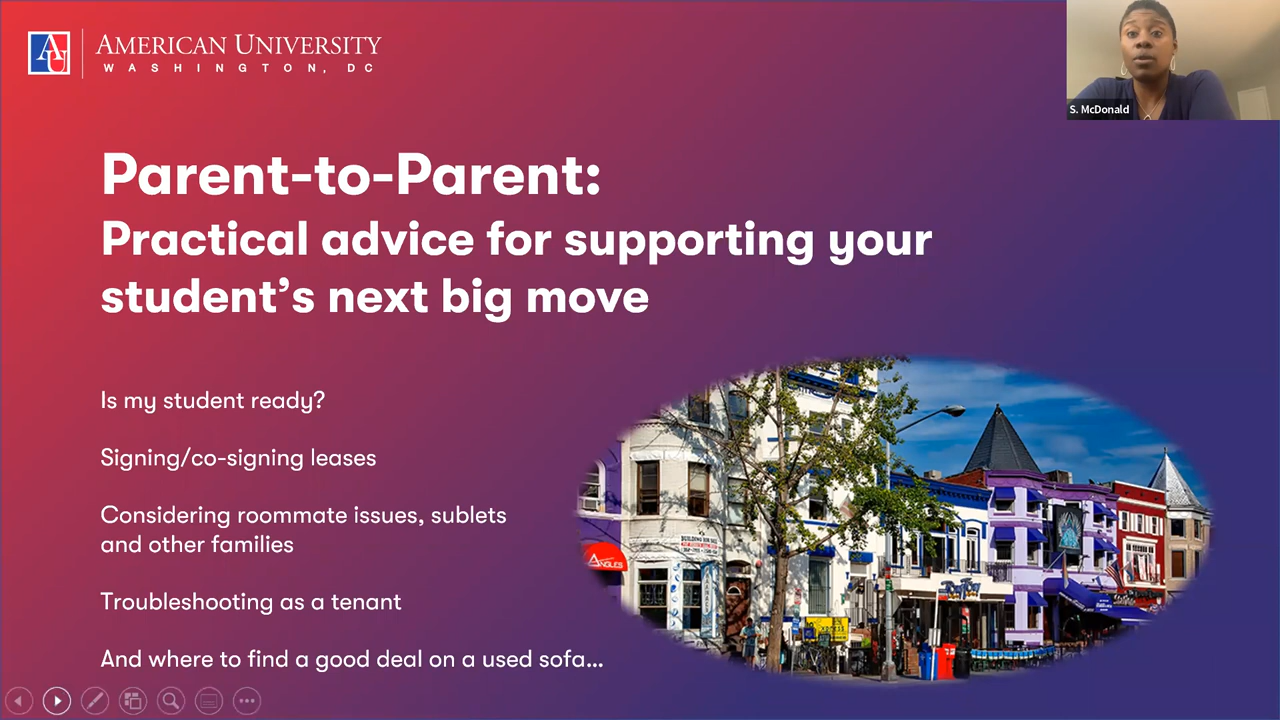 AMERICAN UNIVERSITY
WASHINGTON, DC
S. McDonald
Parent-to-Parent:
Practical advice for supporting your
student’s next big move
Is my student ready?
Signing/co-signing leases
Considering roommate issues, sublets
and other families
Troubleshooting as a tenant
And where to find a good deal on a used sofa...
AU
ANGLES